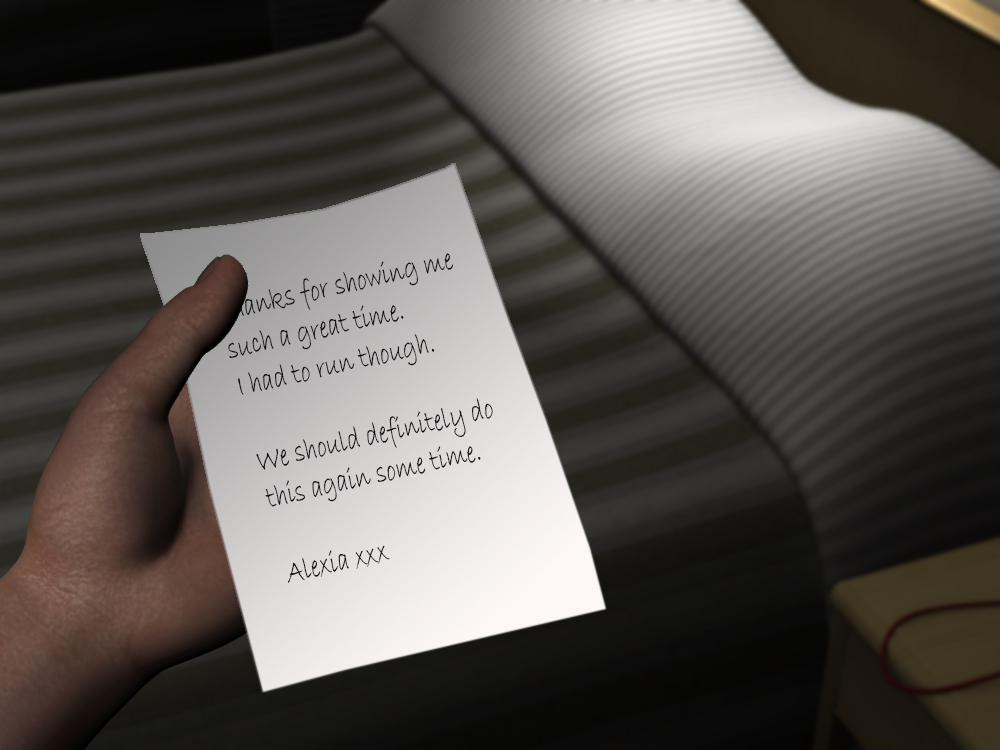 hanks for showing me
such a great time.
I had to run though.
We should definitely do
this again some time.
Alexia xxx